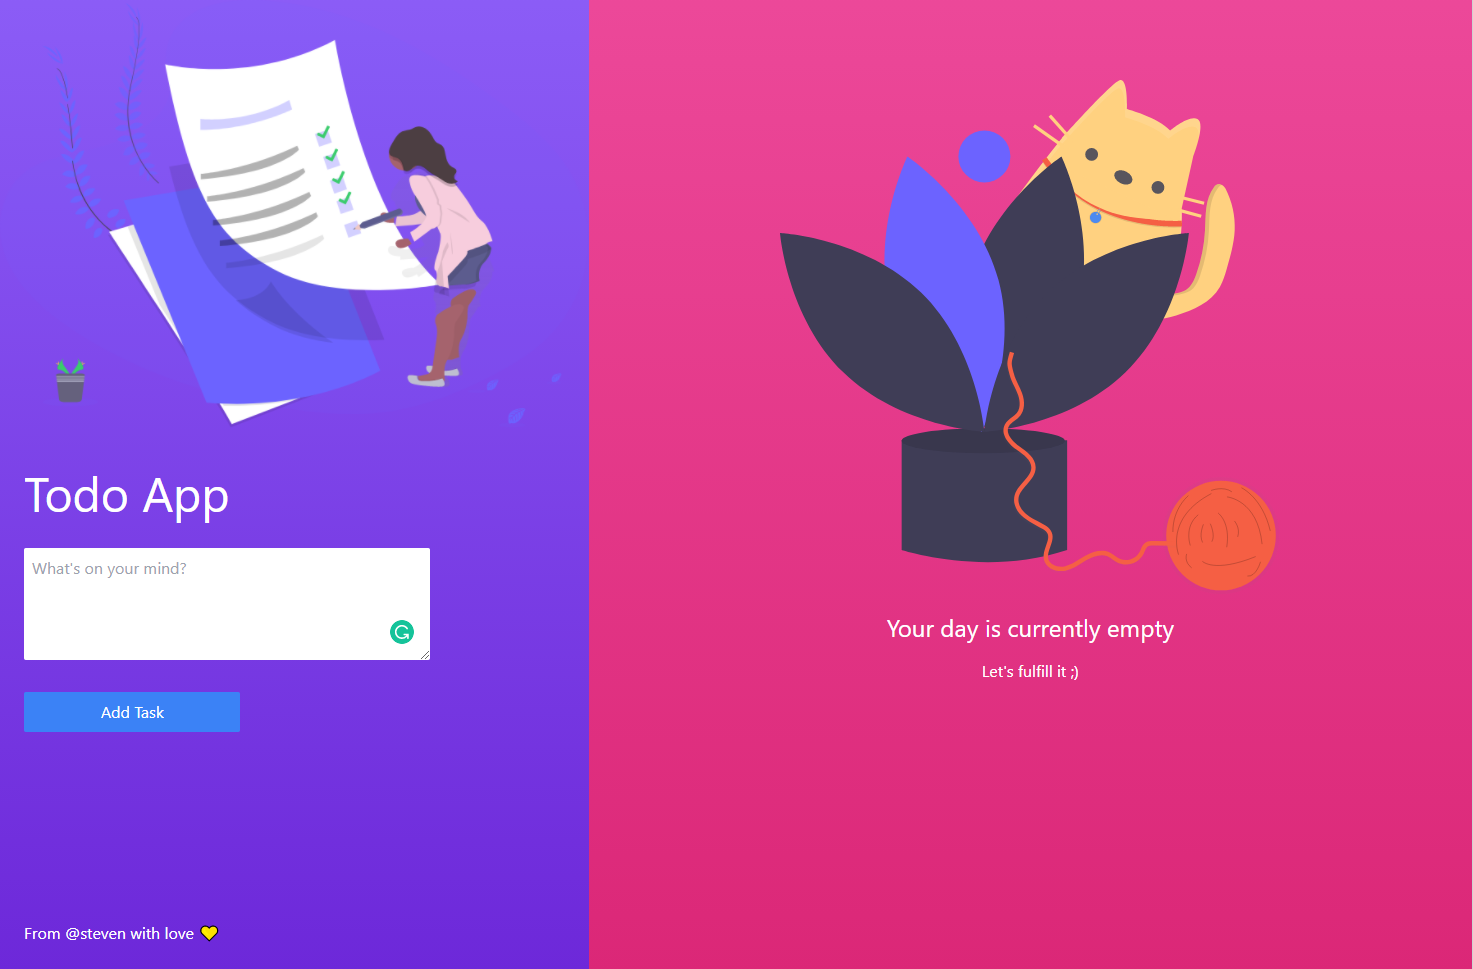 Todo App
What's on your mind?
Add Task
From @steven with love 💛
Your day is currently empty
Let's fulfill it ;)